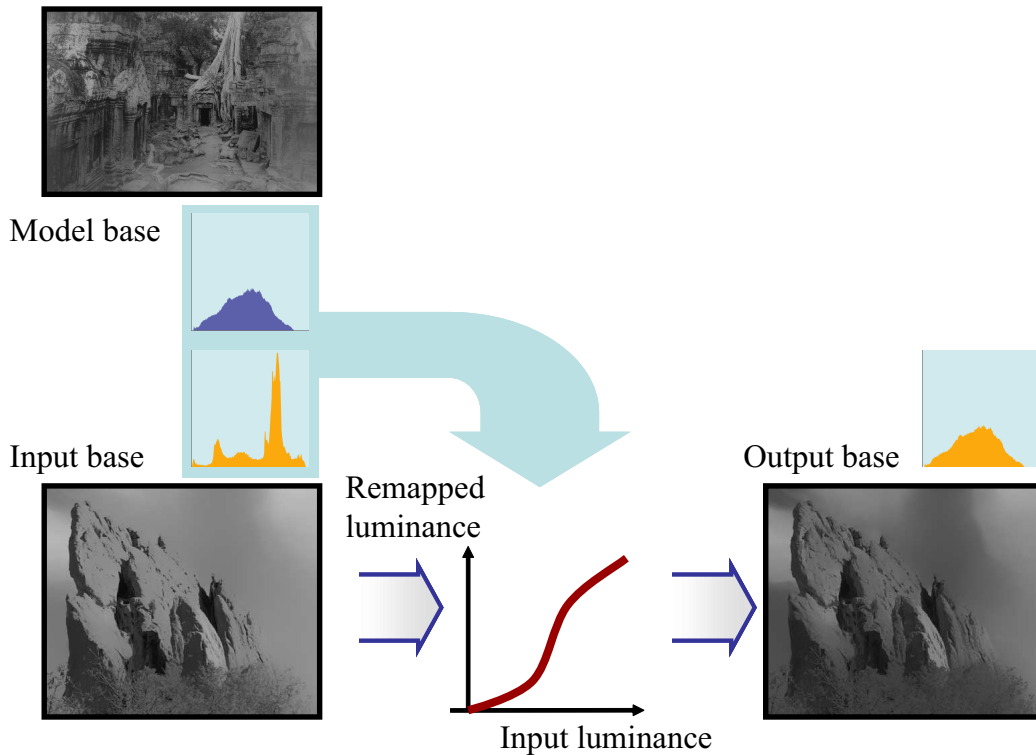 Model base
Input base
Output base
Remapped
luminance
Input luminance